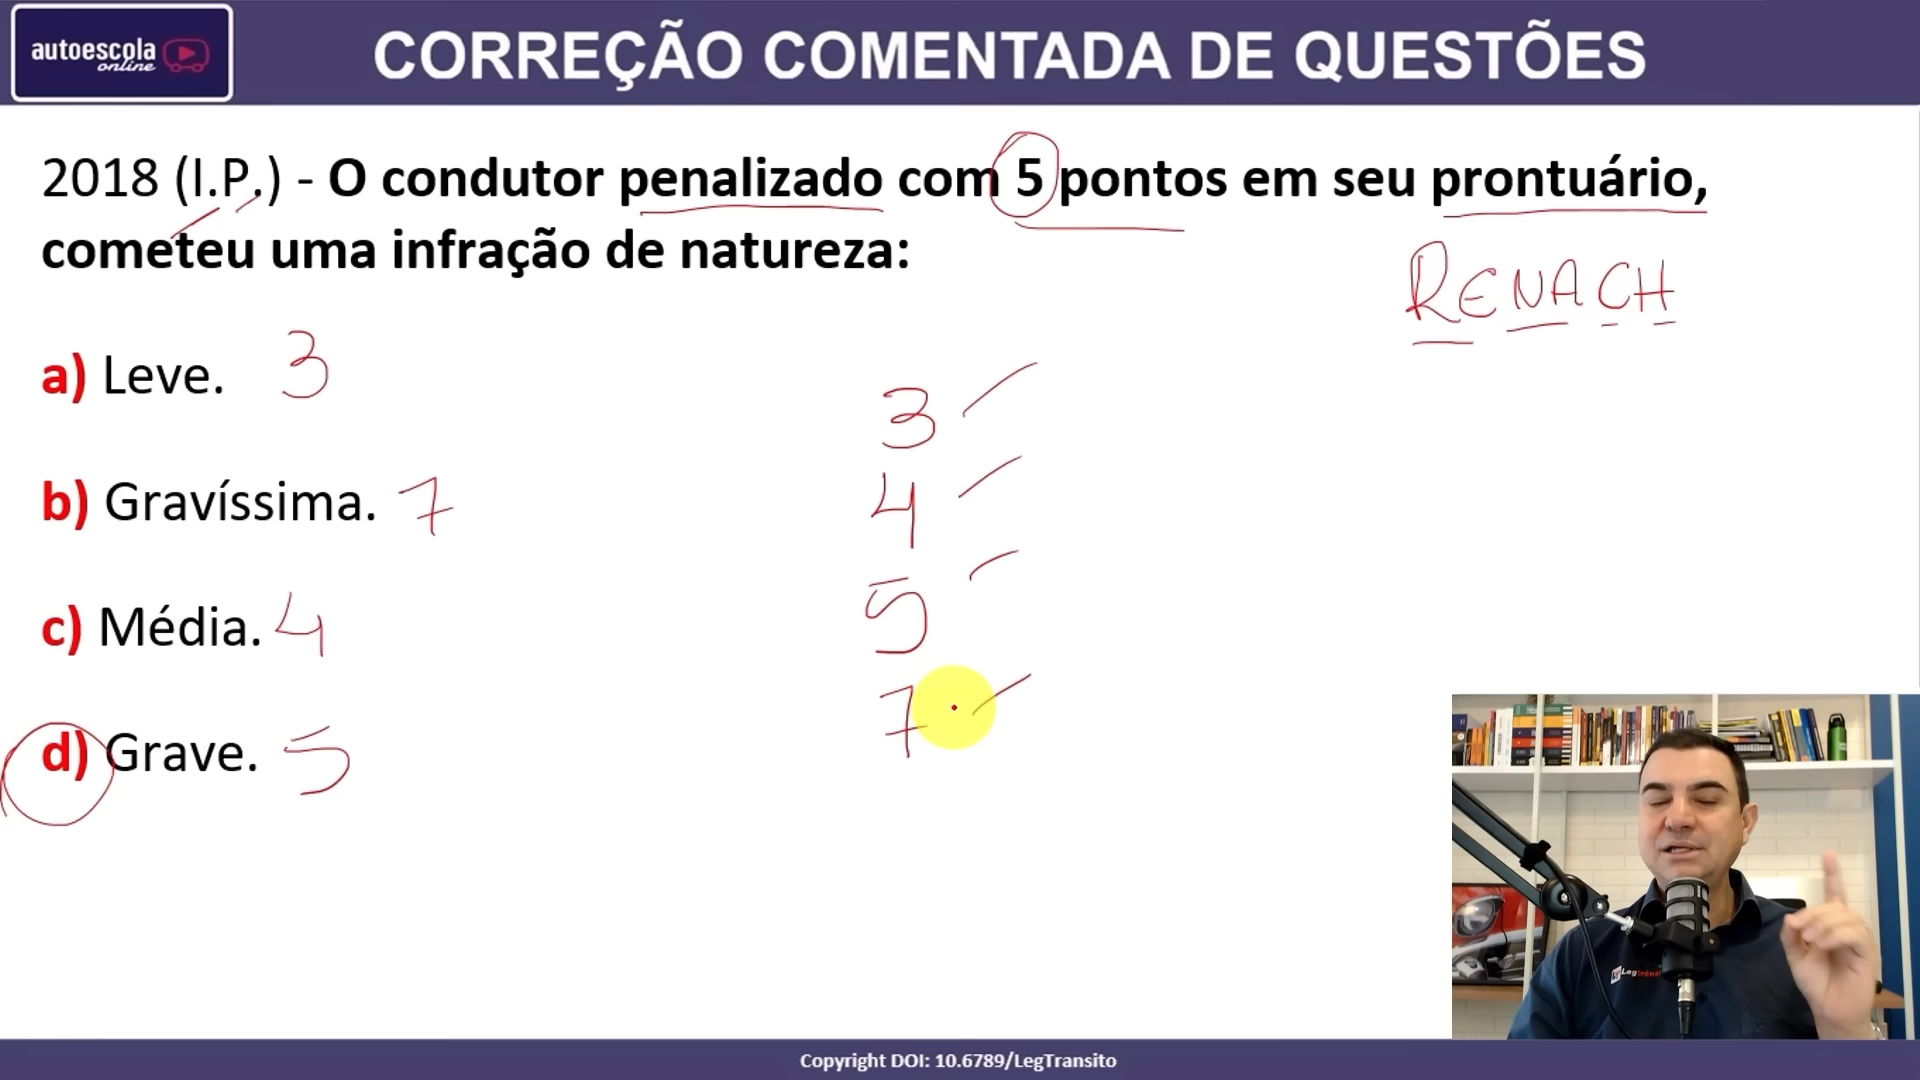 autoescola
online
CORREÇÃO COMENTADA DE QUESTÕES
2018 (I.P.) - O condutor penalizado com 5 pontos em seu prontuário,
cometeu uma infração de natureza:
RENACH
a) Leve. 3
b) Gravíssima. 7
c) Média. 4
d) Grave. 5
3
4
5
7
LegTrânsito
Copyright DOI: 10.6789/LegTransito